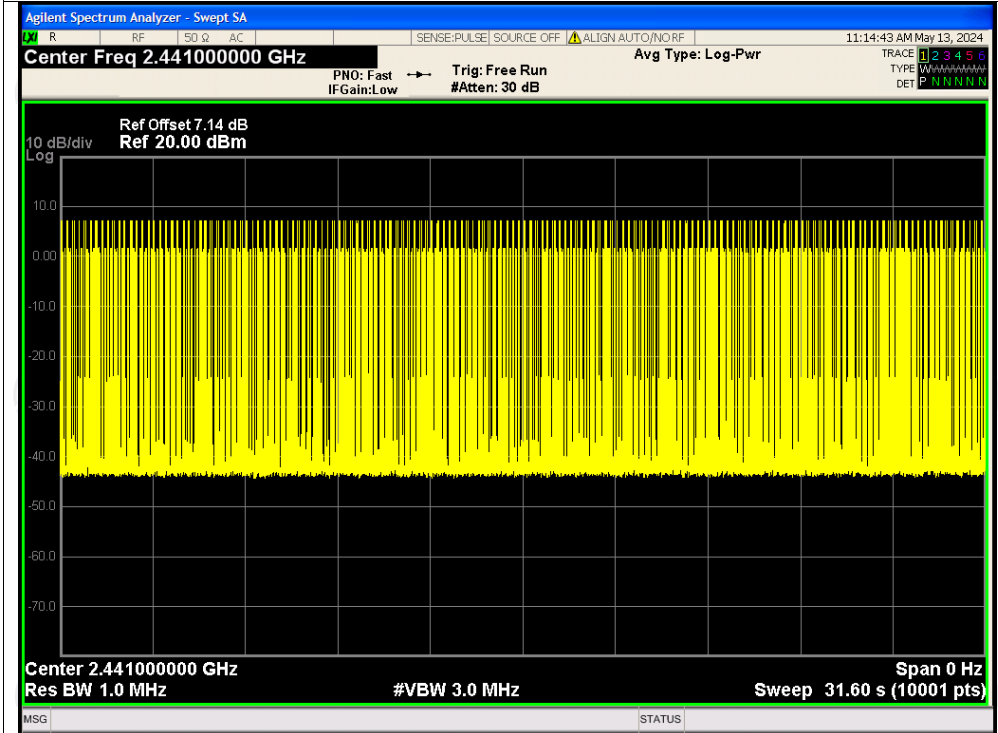 Agilent Spectrum Analyzer - Swept SA
LXI R RF 50 Ω AC SENSE:PULSE SOURCE OFF ALIGN AUTO/NO RF 11:14:43 AM May 13, 2024
Center Freq 2.441000000 GHz Avg Type: Log-Pwr TRACE 1 2 3 4 5 6
PNO: Fast Trig: Free Run TYPE WWWWWW
IFGain:Low #Atten: 30 dB DET P N N N N N
Ref Offset 7.14 dB
10 dB/div Ref 20.00 dBm
Log
10.0
0.00
-10.0
-20.0
-30.0
-40.0
-50.0
-60.0
-70.0
Center 2.441000000 GHz Span 0 Hz
Res BW 1.0 MHz #VBW 3.0 MHz Sweep 31.60 s (10001 pts)
MSG STATUS